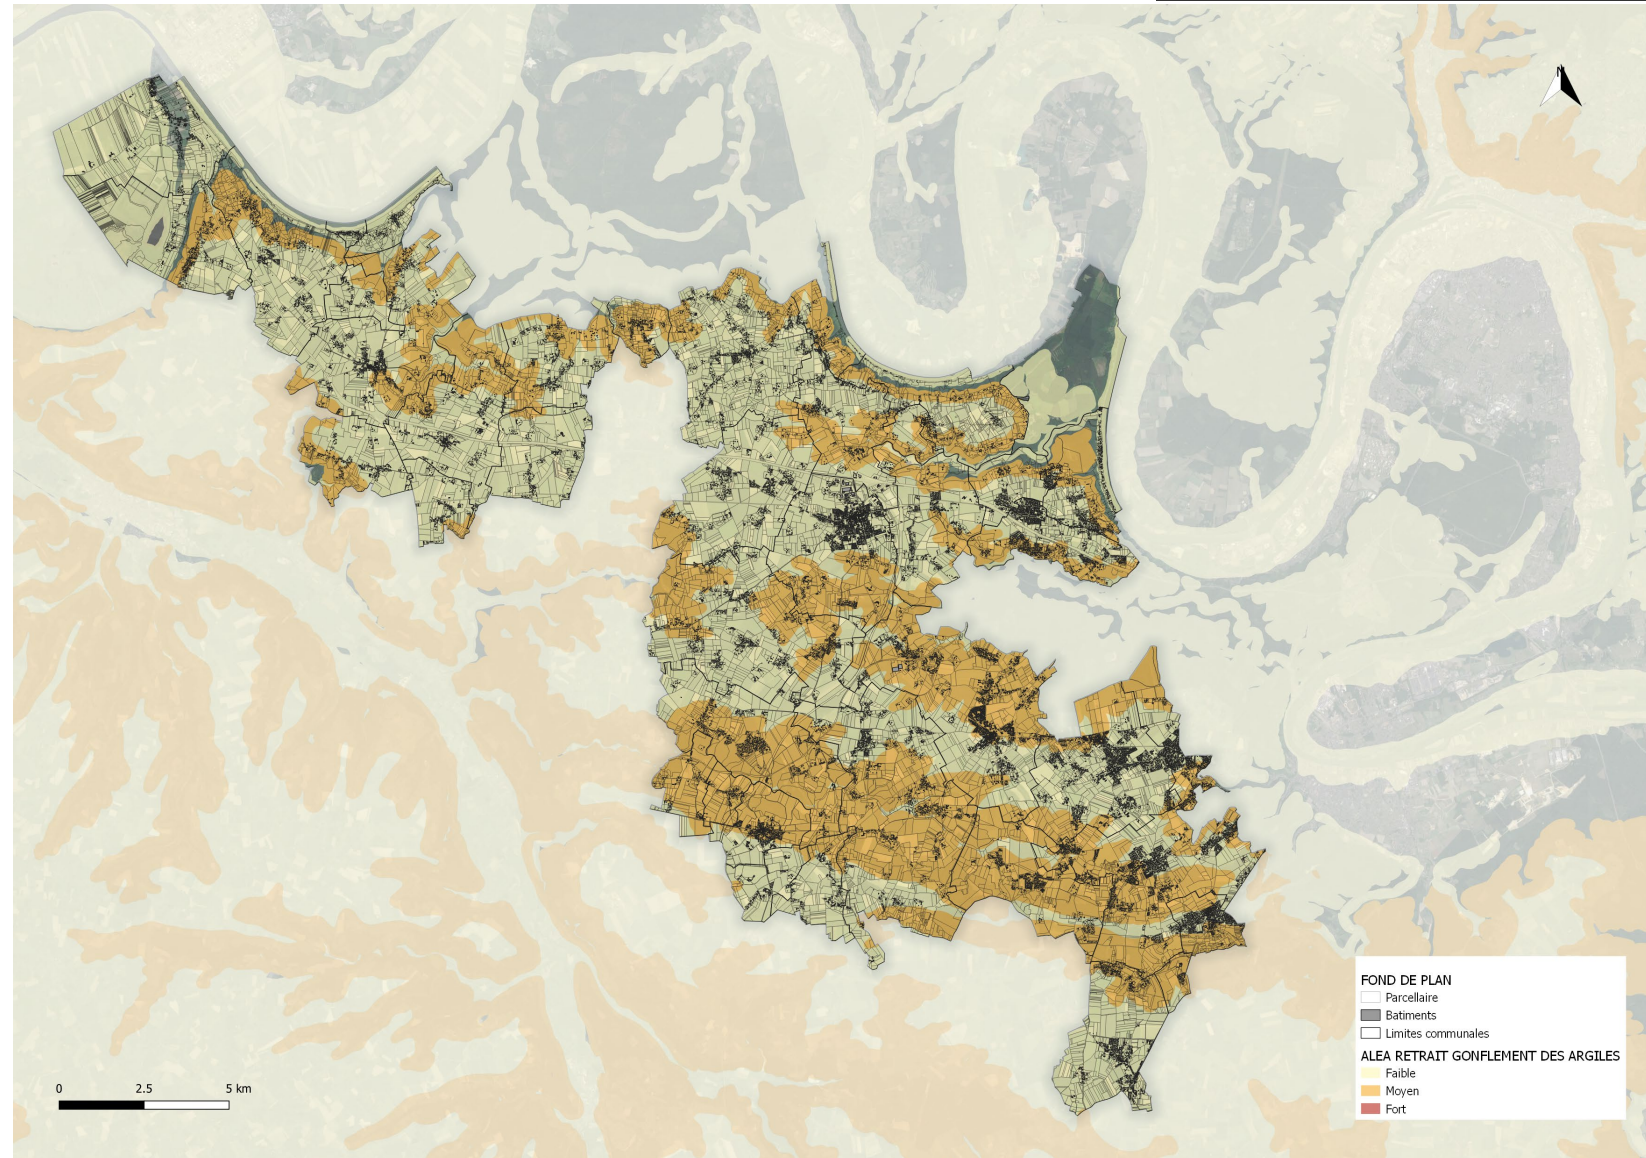 N
FOND DE PLAN
Parcellaire
Batiments
Limites communales
ALEA RETRAIT GONFLEMENT DES ARGILES
Faible
Moyen
Fort
0 2.5 5 km